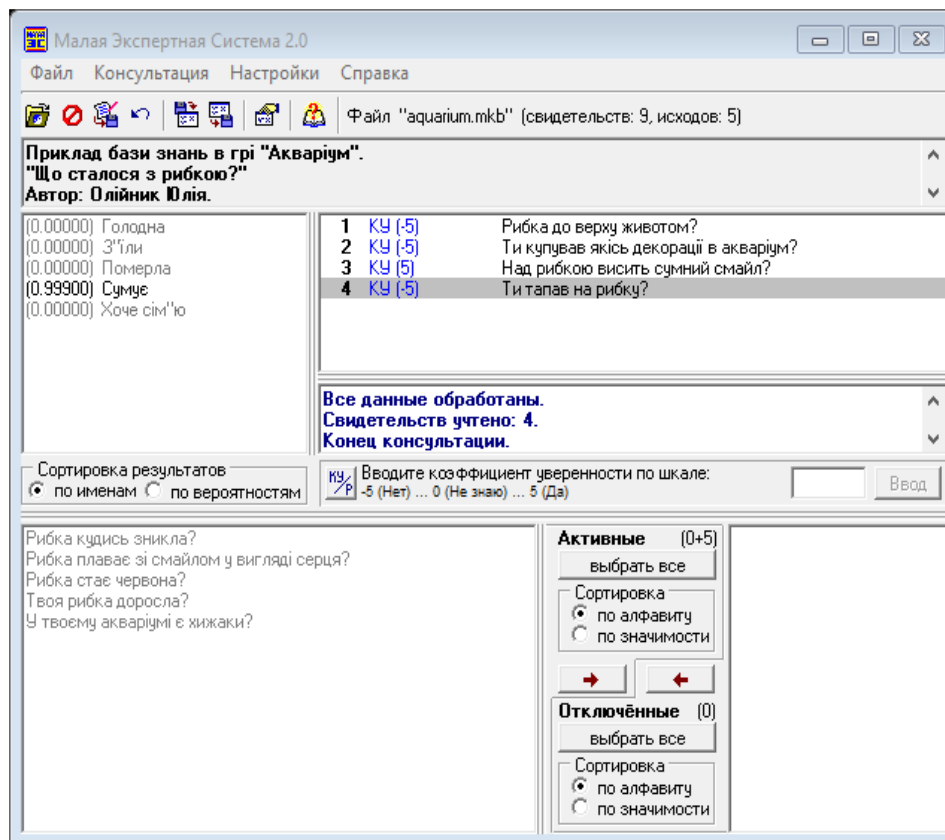 Малая Экспертная Система 2.0
Файл Консультация Настройки Справка
Файл "aquarium.mkb" (свидетельств: 9, исходов: 5)
Приклад бази знань в грі "Акваріум".
"Що сталося з рибкою?"
Автор: Олійник Юлія.
(0.00000) Голодна
(0.00000) З''їли
(0.00000) Померла
(0.99900) Сумує
(0.00000) Хоче сім''ю
1 КУ (-5) Рибка до верху животом?
2 КУ (-5) Ти купував якісь декорації в акваріум?
3 КУ (5) Над рибкою висить сумний смайл?
4 КУ (-5) Ти тапав на рибку?
Все данные обработаны.
Свидетельств учтено: 4.
Конец консультации.
Сортировка результатов
по именам по вероятностям
КУ/Р Вводите коэффициент уверенности по шкале:
-5 (Нет) ... 0 (Не знаю) ... 5 (Да)
Ввод
Рибка кудись зникла?
Рибка плаває зі смайлом у вигляді серця?
Рибка стає червона?
Твоя рибка доросла?
У твоєму акваріумі є хижаки?
Активные (0+5)
выбрать все
Сортировка
по алфавиту
по значимости
Отключённые (0)
выбрать все
Сортировка
по алфавиту
по значимости